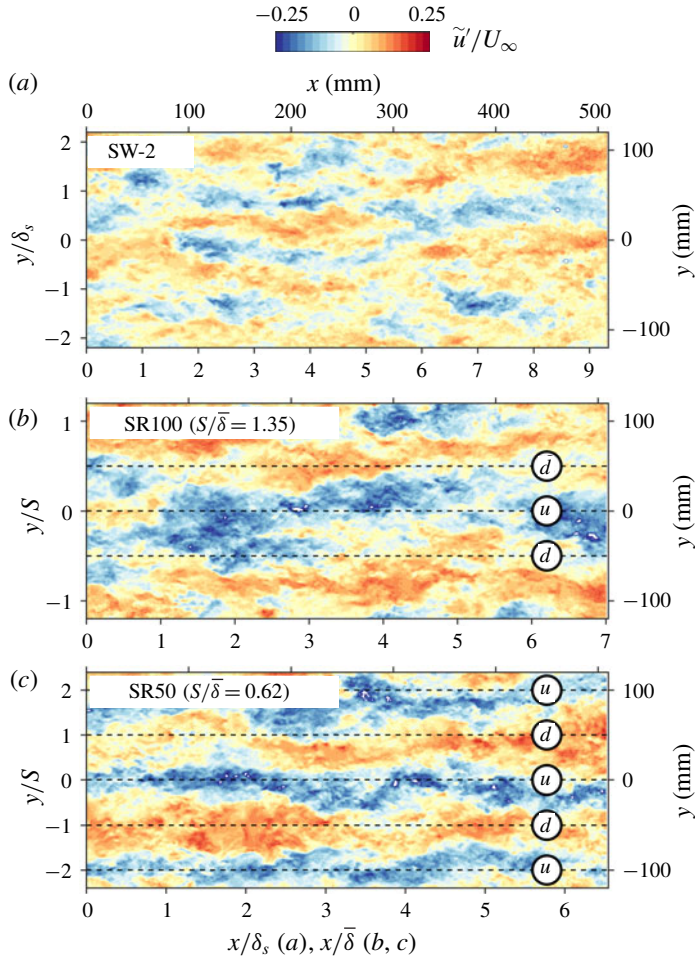 −0.25 0 0.25
ũ′/U∞
(a)
x (mm)
0 100 200 300 400 500
SW-2
y/δs
2
1
0
−1
−2
100
0
−100
y (mm)
0 1 2 3 4 5 6 7 8 9
(b)
SR100 (S/δ̅ = 1.35)
y/S
1
0
−1
d
u
d
100
0
−100
y (mm)
0 1 2 3 4 5 6 7
(c)
SR50 (S/δ̅ = 0.62)
y/S
2
1
0
−1
−2
u
d
u
d
u
100
0
−100
y (mm)
0 1 2 3 4 5 6
x/δs (a), x/δ̅ (b, c)